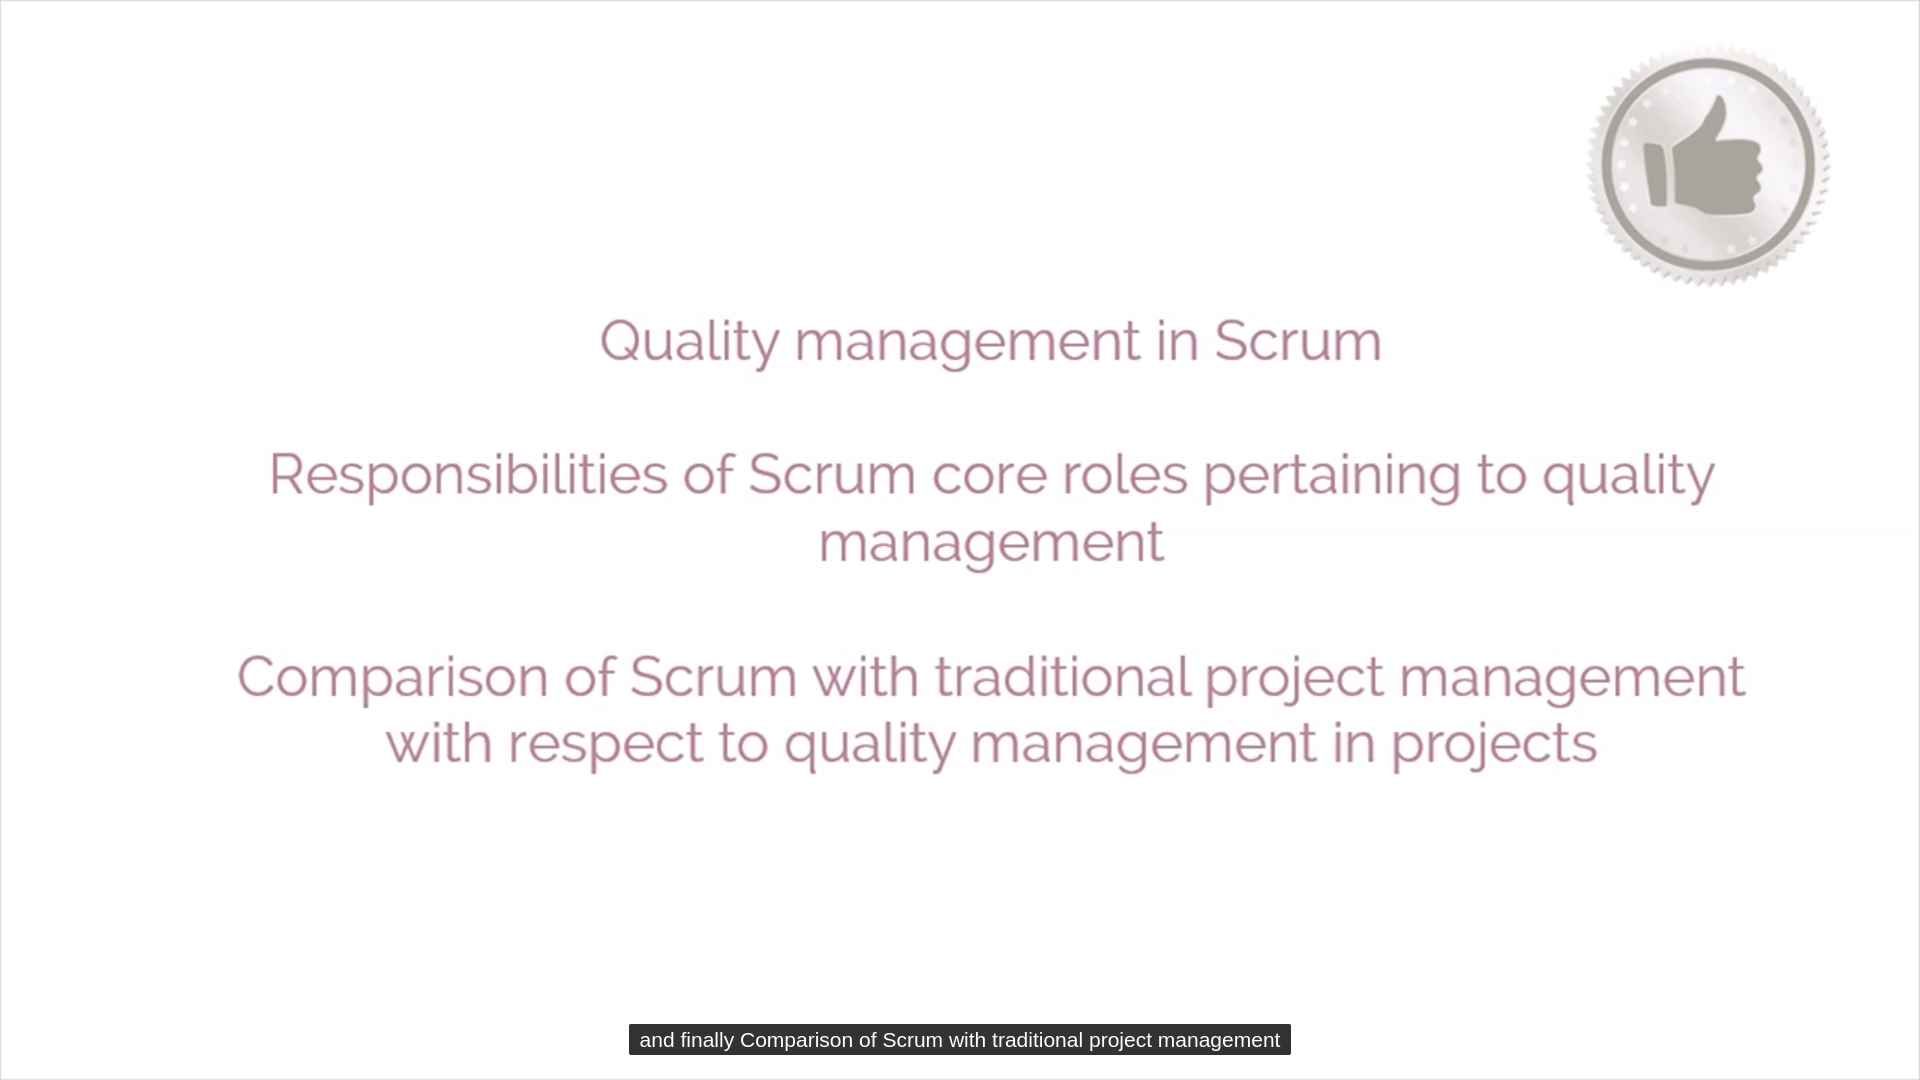 Quality management in Scrum
Responsibilities of Scrum core roles pertaining to quality
management
Comparison of Scrum with traditional project management
with respect to quality management in projects
and finally Comparison of Scrum with traditional project management